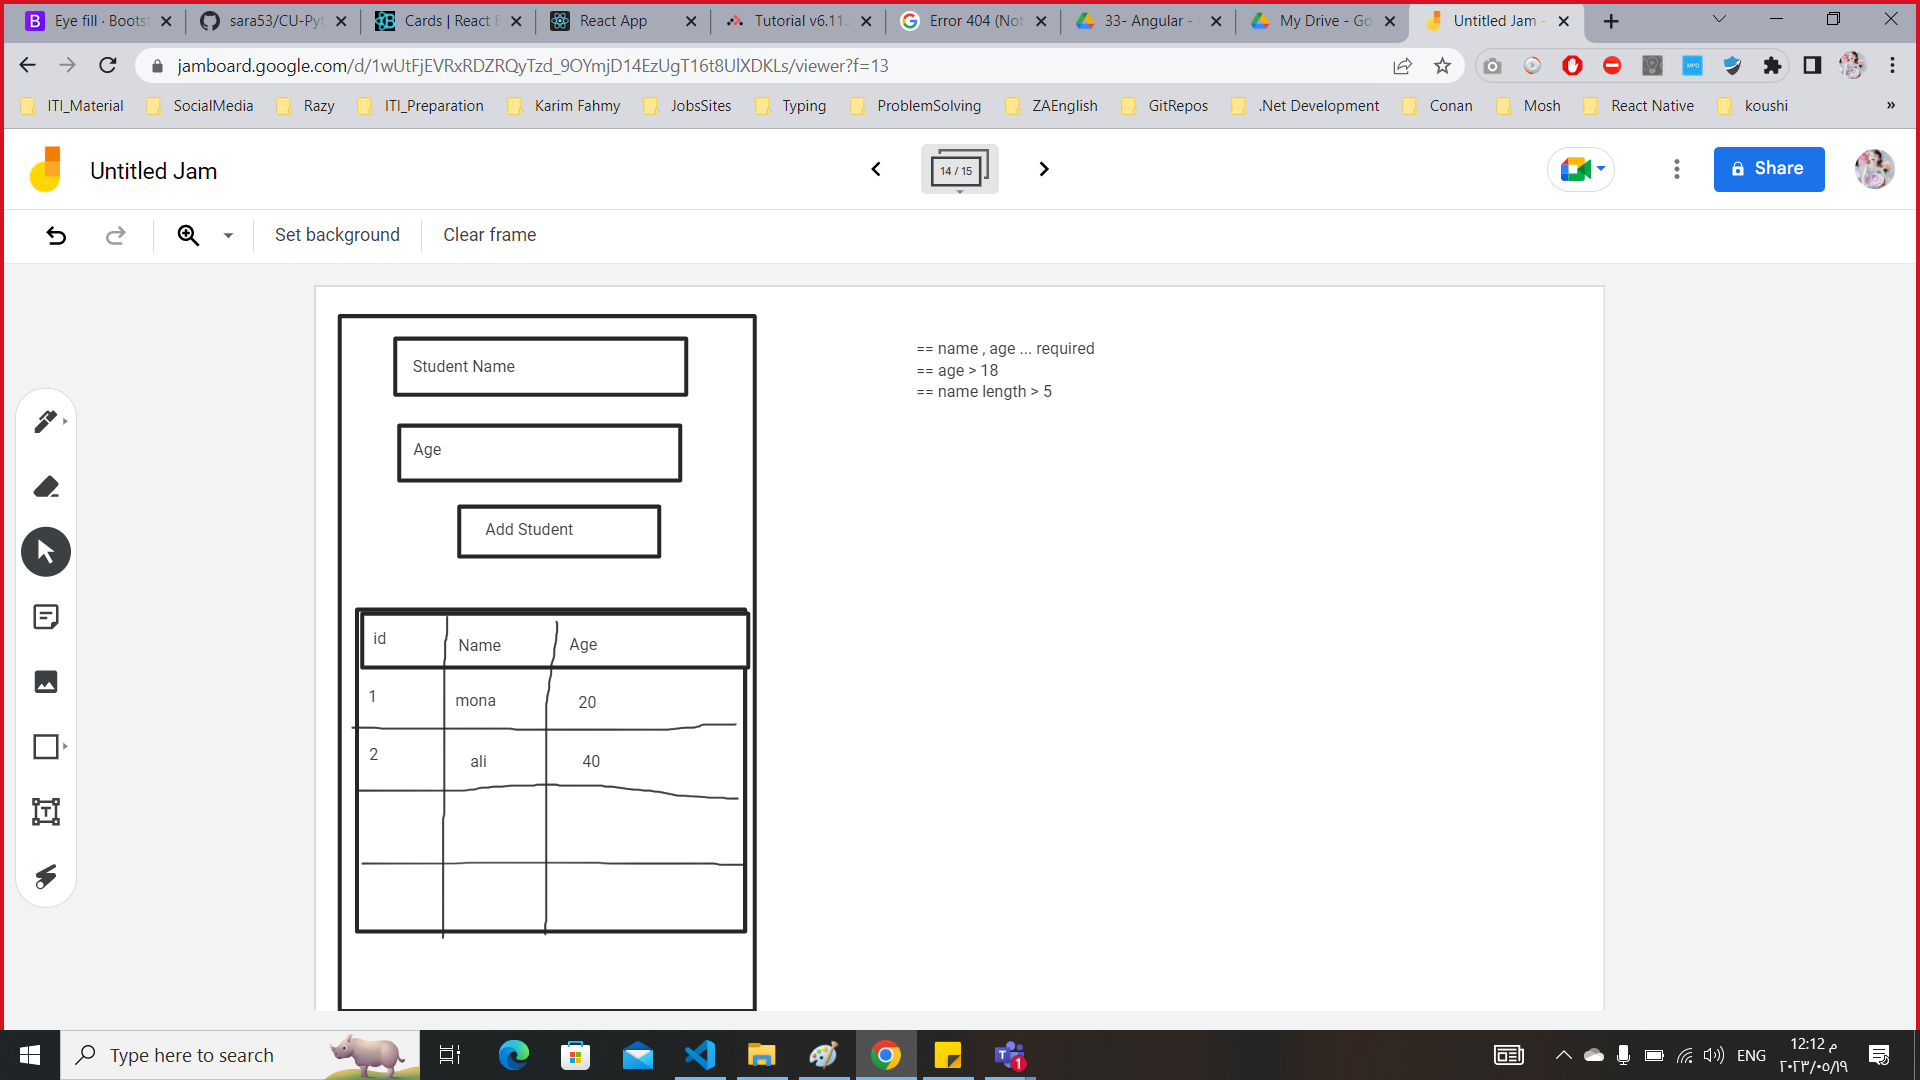 Eye fill · Boots
sara53/CU-Pyt
Cards | React B
React App
Tutorial v6.11.
Error 404 (Not
33- Angular -
My Drive - Go
Untitled Jam -
jamboard.google.com/d/1wUtFjEVRxRDZRQyTzd_9OYmjD14EzUgT16t8UlXDKLs/viewer?f=13
ITI_Material
SocialMedia
Razy
ITI_Preparation
Karim Fahmy
JobsSites
Typing
ProblemSolving
ZAEnglish
GitRepos
.Net Development
Conan
Mosh
React Native
koushi
»
Untitled Jam
14 / 15
Share
Set background
Clear frame
Student Name
Age
Add Student
== name , age ... required
== age > 18
== name length > 5
id Name Age
1 mona 20
2 ali 40
Type here to search
ENG
12:12 م
٢٠٢٣/٠٥/١٩